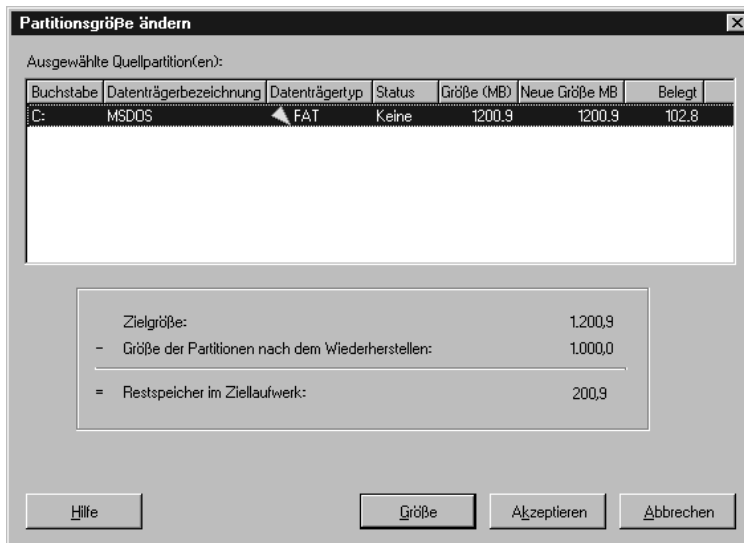 Partitionsgröße ändern
Ausgewählte Quellpartition(en):
Buchstabe Datenträgerbezeichnung Datenträgertyp Status Größe (MB) Neue Größe MB Belegt
C: MSDOS FAT Keine 1200.9 1200.9 102.8
Zielgröße: 1.200,9
– Größe der Partitionen nach dem Wiederherstellen: 1.000,0
= Restspeicher im Ziellaufwerk: 200,9
Hilfe Größe Akzeptieren Abbrechen